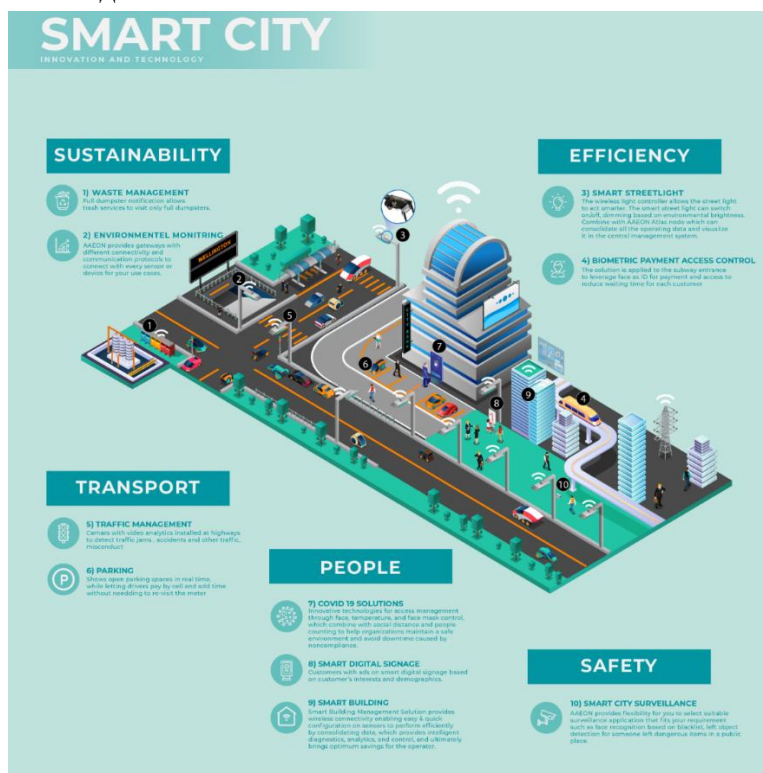 SMART CITY
INNOVATION AND TECHNOLOGY
SUSTAINABILITY
1) WASTE MANAGEMENT
Full dumpster notification allows
trash services to visit only full dumpsters.
2) ENVIRONMENTEL MONITRING
AAEON provides gateways with
different connectivity and
communication protocols to
connect with every sensor or
device for your use cases.
EFFICIENCY
3) SMART STREETLIGHT
The wireless light controller allows the street light
to act smarter. The smart street light can switch
on/off, dimming based on environmental brightness.
Combine with AAEON Atlas node which can
consolidate all the operating data and visualize
it in the central management system.
4) BIOMETRIC PAYMENT ACCESS CONTROL
The solution is applied to the subway entrance
to leverage face as ID for payment and access to
reduce waiting time for each customer
WELLINGTON
1
2
3
4
5
6
7
8
9
10
TRANSPORT
5) TRAFFIC MANAGEMENT
Camars with video analytics installed at highways
to detect traffic jams , accidents and other traffic,
misconduct
6) PARKING
P
Shows open parking spaces in real time,
while letting drivers pay by cell and add time
without needding to re-visit the meter
PEOPLE
7) COVID 19 SOLUTIONS
Innovative technologies for access management
through face, temperature, and face mask control,
which combine with social distance and people
counting to help organizations maintain a safe
environment and avoid downtime caused by
noncompliance.
8) SMART DIGITAL SIGNAGE
Customers with ads on smart digital signage based
on customer's interests and demographics.
9) SMART BUILDING
Smart Building Management Solution provides
wireless connectivity enabling easy & quick
configuration on sensors to perform efficiently
by consolidating data, which provides intelligent
diagnostics, analytics, and control, and ultimately
brings optimum savings for the operator.
SAFETY
10) SMART CITY SURVEILLANCE
AAEON provides flexibility for you to select suitable
surveillance application that fits your requirement
such as face recognition based on blacklist, left object
detection for someone left dangerous items in a public
place.